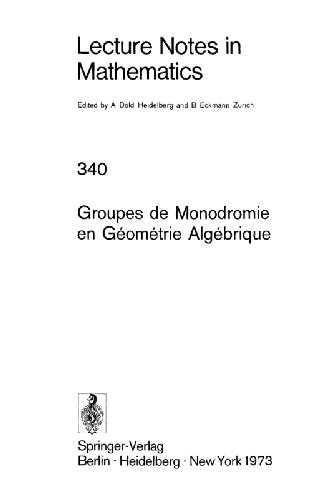 Lecture Notes in
Mathematics
Edited by A Dold Heidelberg and B Eckmann Zurich
340
Groupes de Monodromie
en Géométrie Algébrique
Springer-Verlag
Berlin · Heidelberg · New York 1973